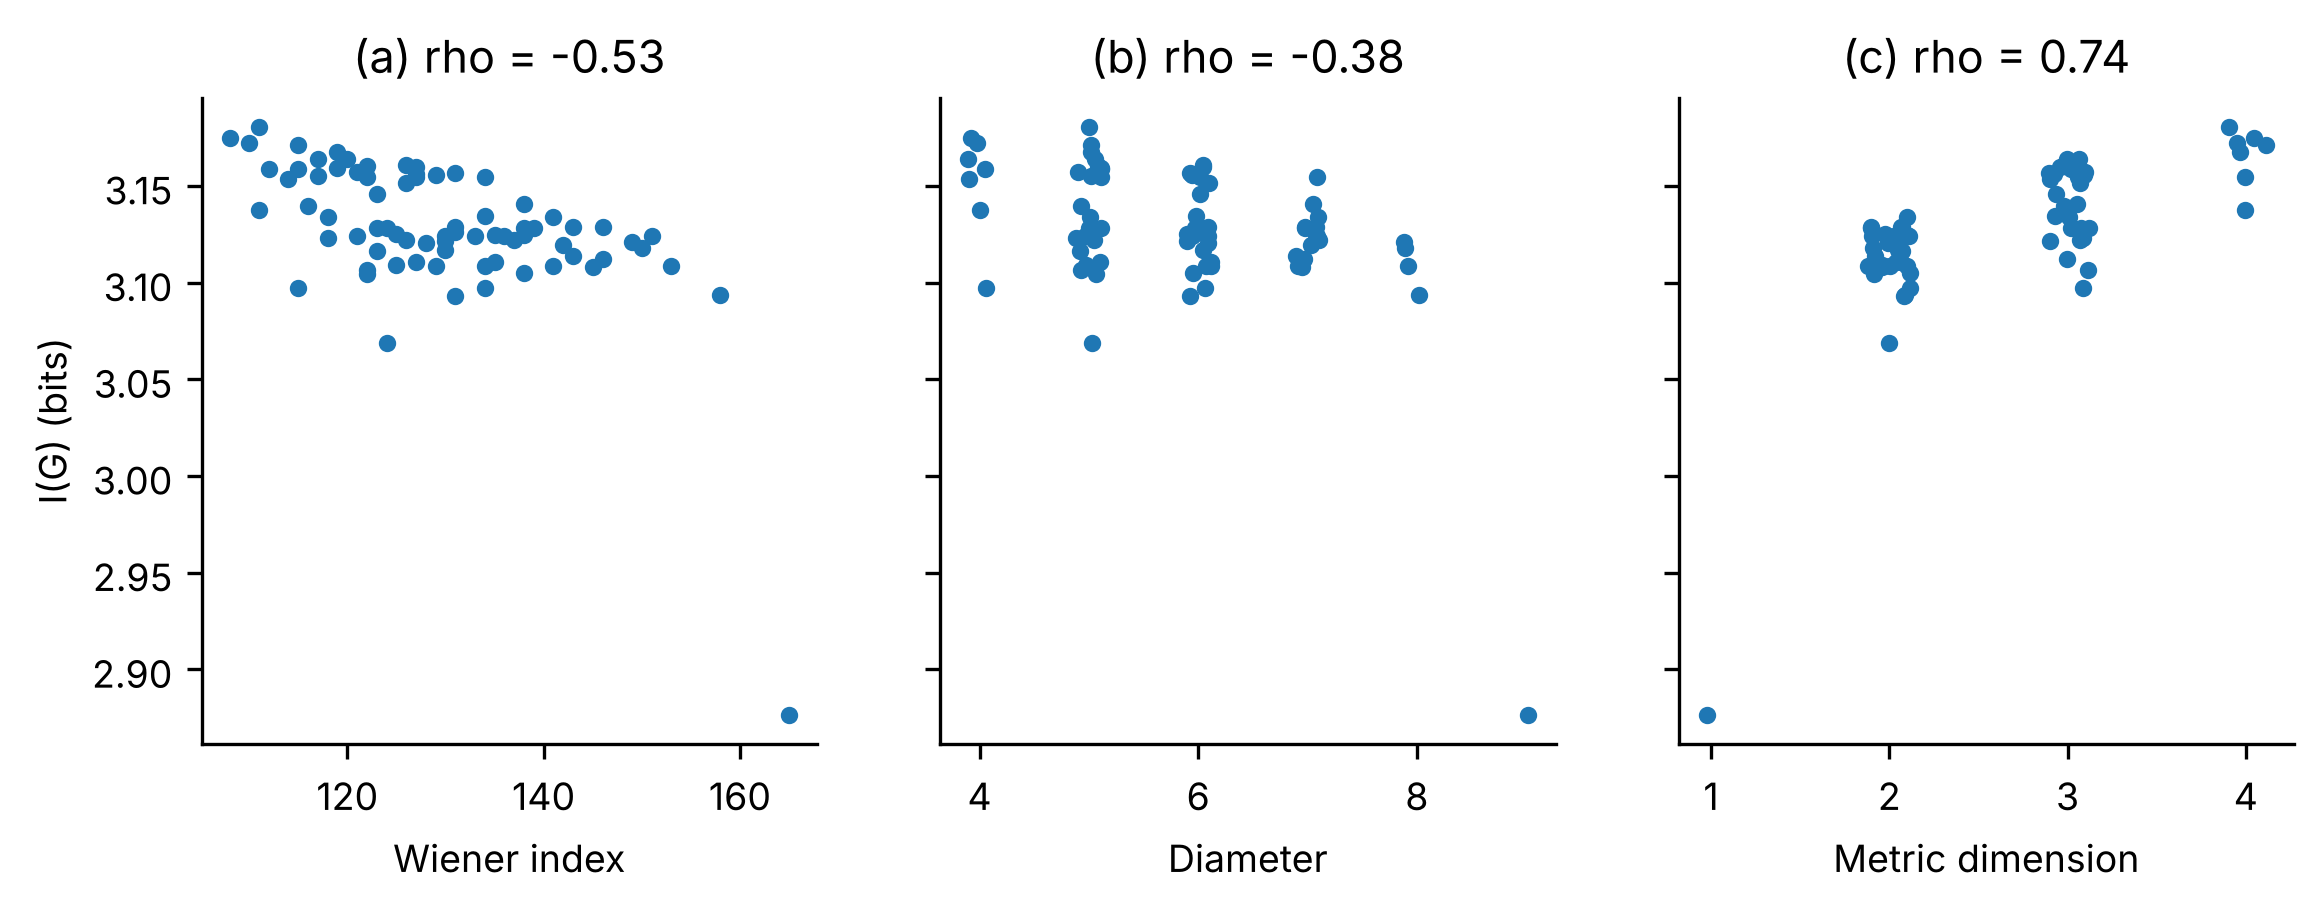 (a) rho = -0.53
(b) rho = -0.38
(c) rho = 0.74
I(G) (bits)
3.15
3.10
3.05
3.00
2.95
2.90
120 140 160
4 6 8
1 2 3 4
Wiener index
Diameter
Metric dimension